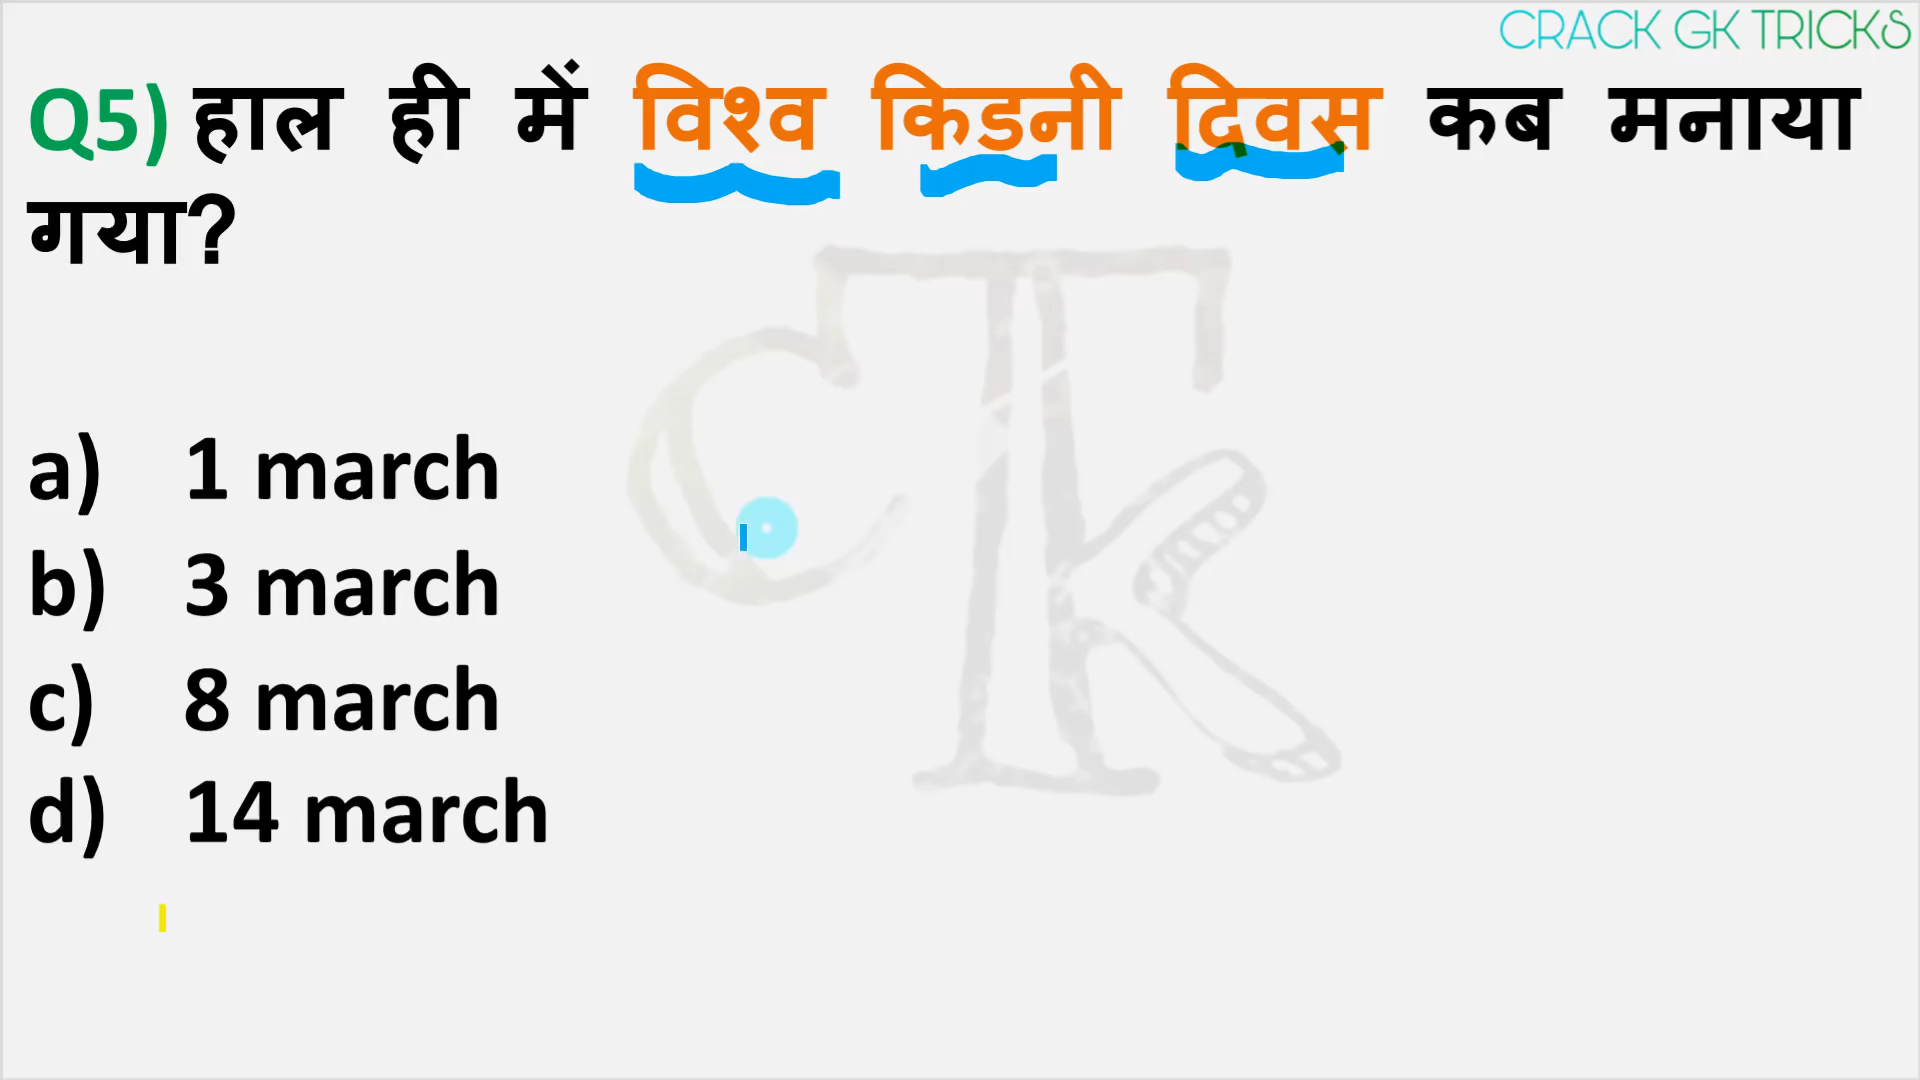 CRACK GK TRICKS
Q5) हाल ही में विश्व किडनी दिवस कब मनाया
गया?
a) 1 march
b) 3 march
c) 8 march
d) 14 march